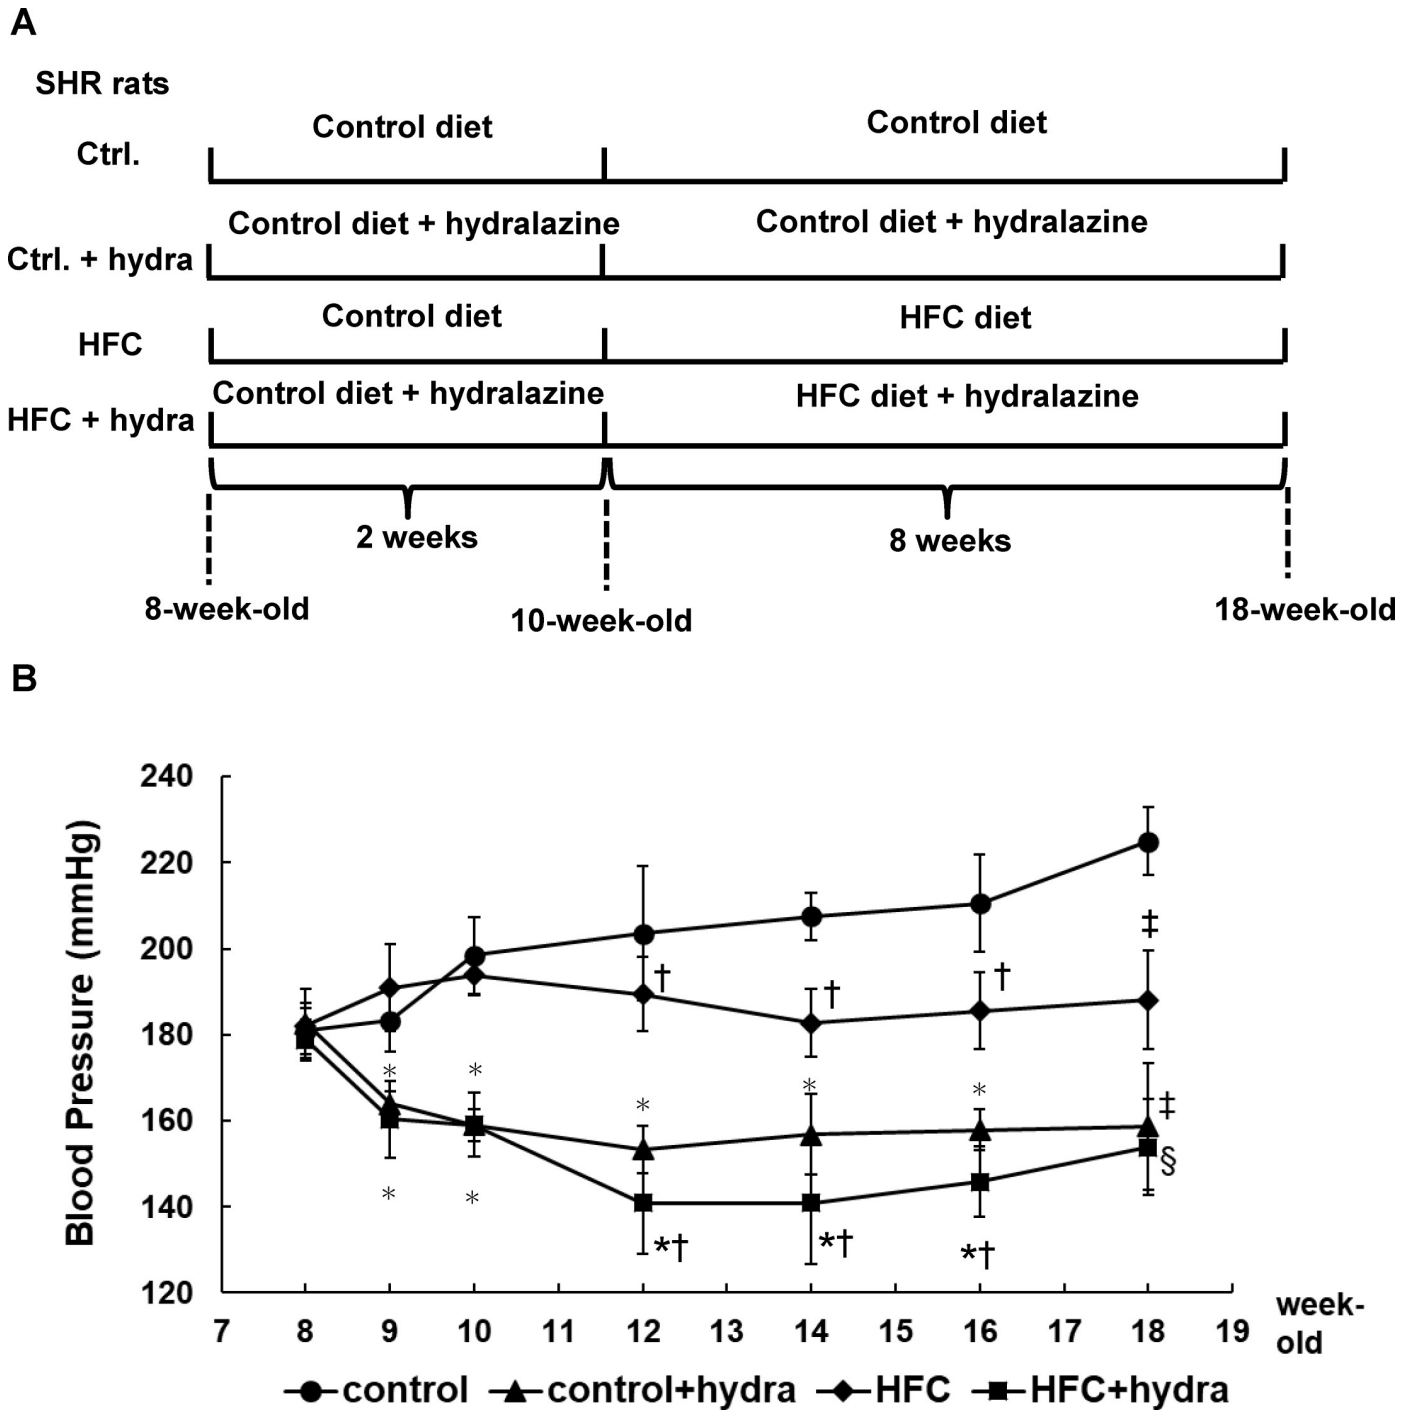 A
SHR rats
Control diet
Control diet
Ctrl.
Control diet + hydralazine
Control diet + hydralazine
Ctrl. + hydra
Control diet
HFC diet
HFC
Control diet + hydralazine
HFC diet + hydralazine
HFC + hydra
2 weeks
8 weeks
8-week-old
10-week-old
18-week-old
B
Blood Pressure (mmHg)
240
220
200
180
160
140
120
‡
†
†
†
*
*
*
*
*
‡
§
*
*
*†
*†
*†
7 8 9 10 11 12 13 14 15 16 17 18 19
week-
old
control control+hydra HFC HFC+hydra